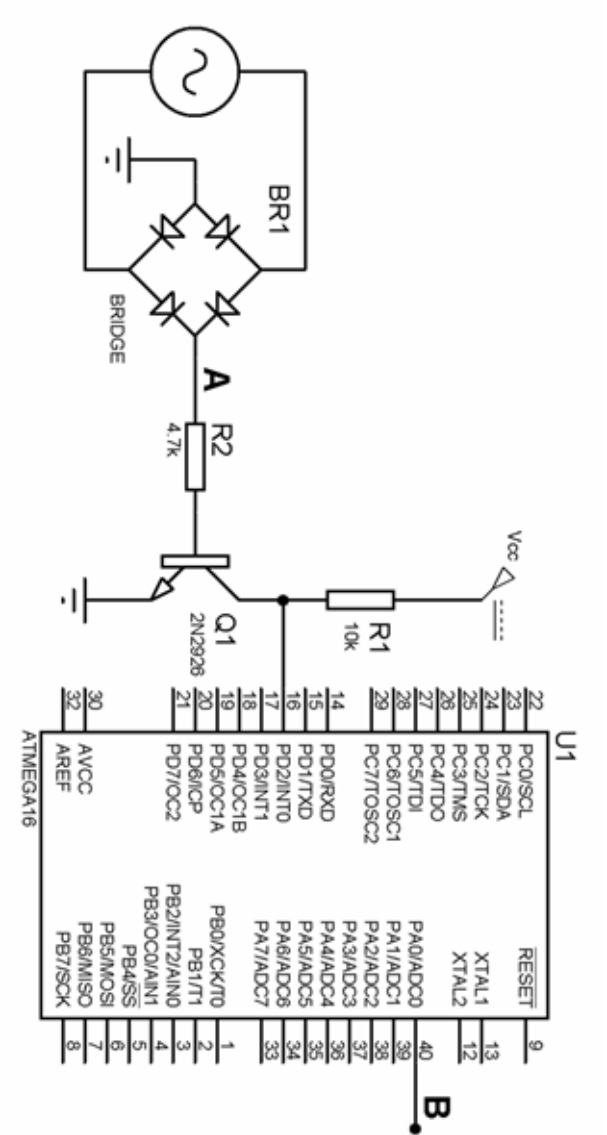 BR1
BRIDGE
A
R2
4.7k
Q1
2N2926
Vcc
R1
10k
U1
22 PC0/SCL
23 PC1/SDA
24 PC2/TCK
25 PC3/TMS
26 PC4/TDO
27 PC5/TDI
28 PC6/TOSC1
29 PC7/TOSC2
14 PD0/RXD
15 PD1/TXD
16 PD2/INT0
17 PD3/INT1
18 PD4/OC1B
19 PD5/OC1A
20 PD6/ICP
21 PD7/OC2
30 AVCC
32 AREF
RESET 9
XTAL1 13
XTAL2 12
PA0/ADC0 40
PA1/ADC1 39
PA2/ADC2 38
PA3/ADC3 37
PA4/ADC4 36
PA5/ADC5 35
PA6/ADC6 34
PA7/ADC7 33
PB0/XCK/T0 1
PB1/T1 2
PB2/INT2/AIN0 3
PB3/OC0/AIN1 4
PB4/SS 5
PB5/MOSI 6
PB6/MISO 7
PB7/SCK 8
ATMEGA16
B